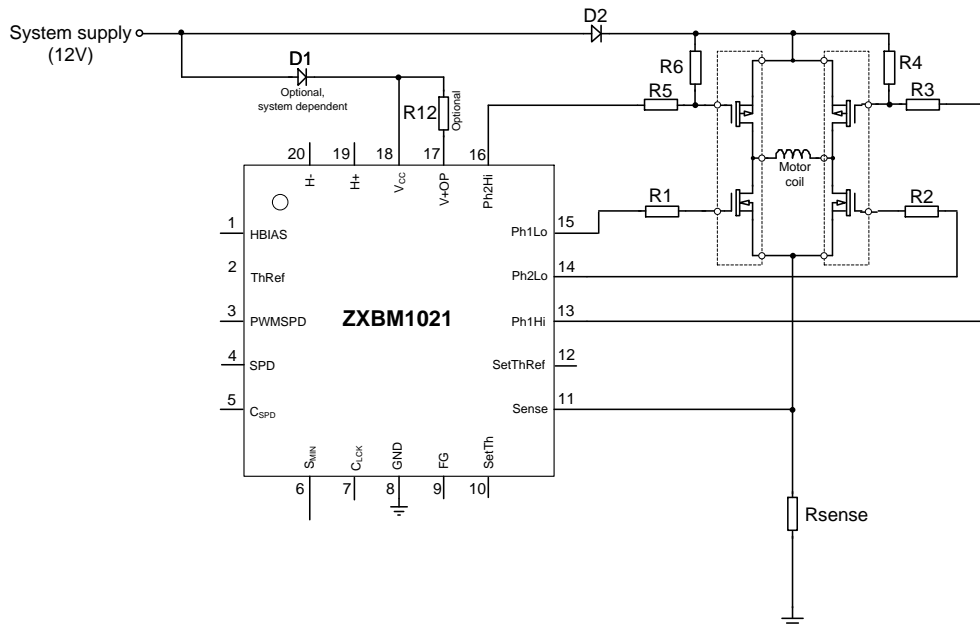 D2
System supply
(12V)
D1
Optional,
system dependent
R12
Optional
R6
R5
R4
R3
Motor
coil
R1
R2
20
19
18
17
16
H-
H+
VCC
V+OP
Ph2Hi
1
HBIAS
2
ThRef
3
PWMSPD
4
SPD
5
CSPD
ZXBM1021
Ph1Lo
15
Ph2Lo
14
Ph1Hi
13
SetThRef
12
Sense
11
SMIN
CLCK
GND
FG
SetTh
6
7
8
9
10
Rsense